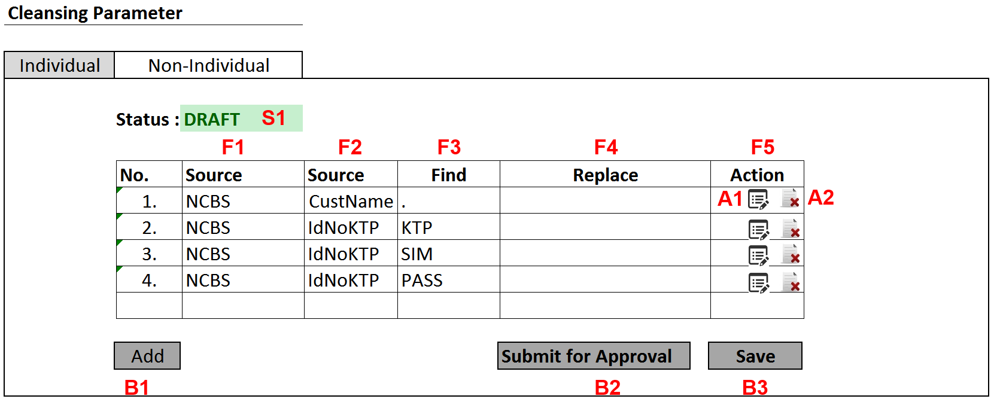 Cleansing Parameter
Individual Non-Individual
Status : DRAFT S1
F1 F2 F3 F4 F5
No. Source Source Find Replace Action
1. NCBS CustName . A1 A2
2. NCBS IdNoKTP KTP
3. NCBS IdNoKTP SIM
4. NCBS IdNoKTP PASS
Add Submit for Approval Save
B1 B2 B3